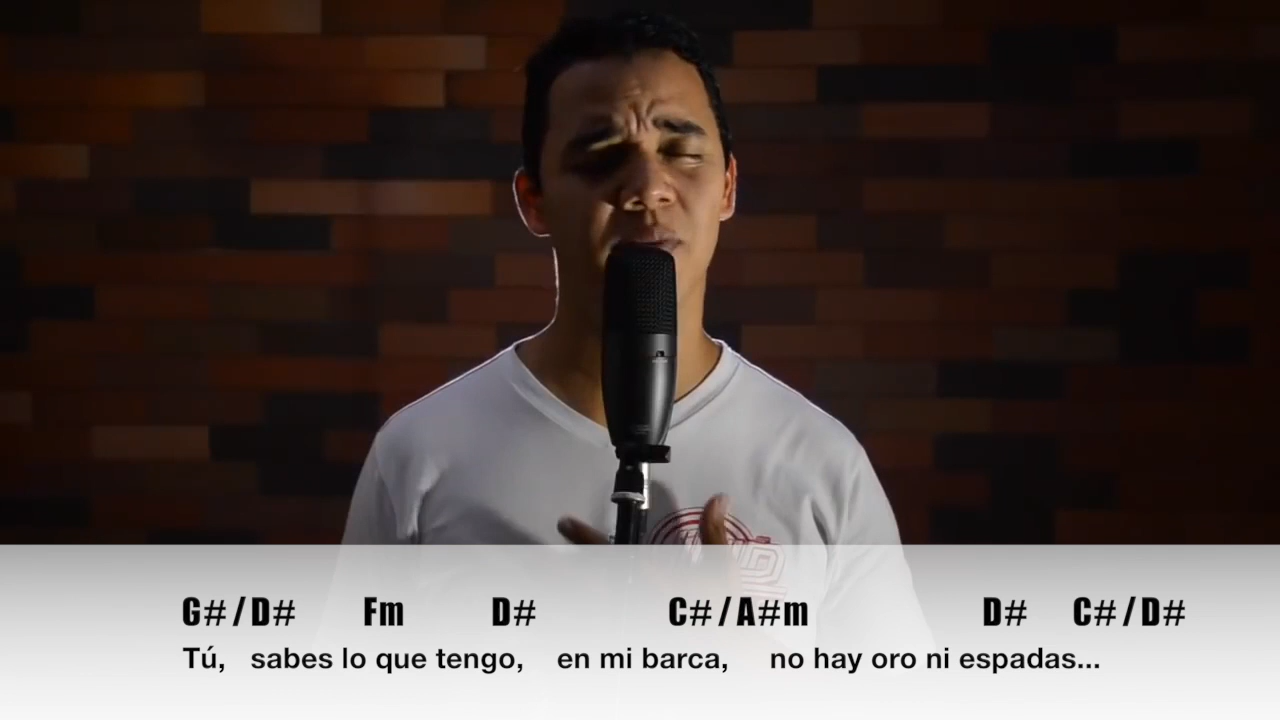 G#/D# Fm D# C#/A#m D# C#/D#
Tú, sabes lo que tengo, en mi barca, no hay oro ni espadas...